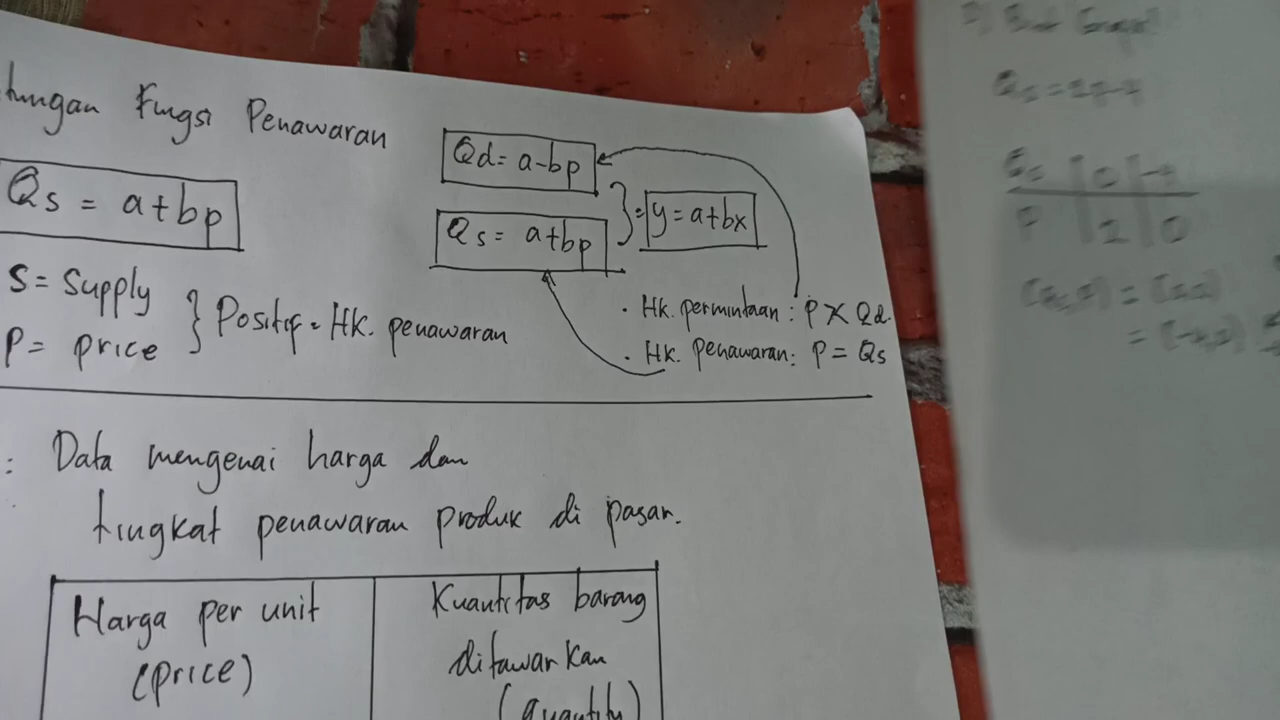 Fungsi Penawaran
Qs = a+bp
S = Supply
P = price
} Positif = Hk. penawaran
Qd = a-bp
Qs = a+bp
} = y = a+bx
. Hk. permintaan : P X Qd.
. Hk. penawaran: P = Qs
: Data mengenai harga dan
tingkat penawaran produk di pasar.
Harga per unit
(price)
Kuantitas barang
ditawarkan
(quantity)